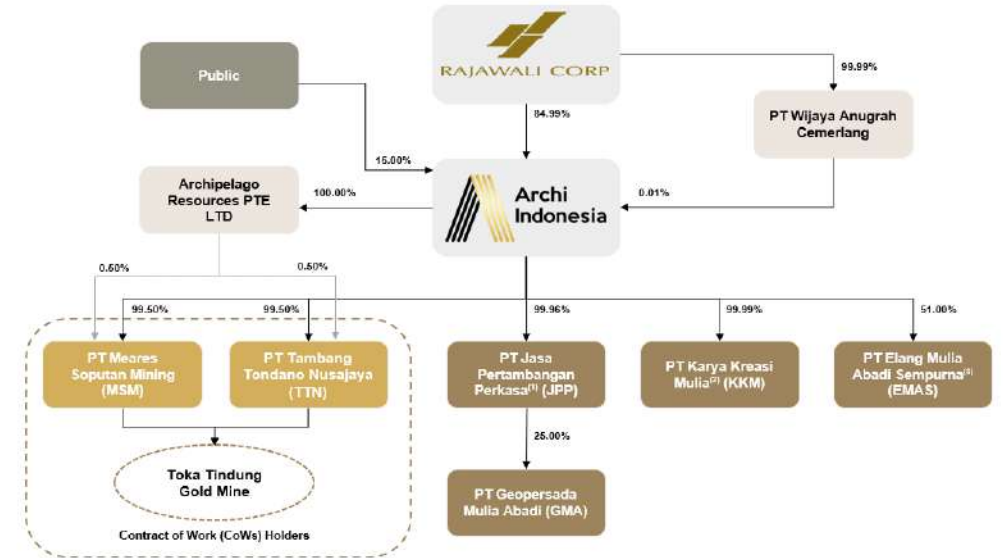 Public
RAJAWALI CORP
99.99%
PT Wijaya Anugrah
Cemerlang
84.99%
15.00%
Archipelago
Resources PTE
LTD
100.00%
Archi
Indonesia
0.01%
0.50%
0.50%
99.50%
99.50%
99.96%
99.99%
51.00%
PT Meares
Soputan Mining
(MSM)
PT Tambang
Tondano Nusajaya
(TTN)
PT Jasa
Pertambangan
Perkasa(1) (JPP)
PT Karya Kreasi
Mulia(2) (KKM)
PT Elang Mulia
Abadi Sempurna(3)
(EMAS)
25.00%
Toka Tindung
Gold Mine
PT Geopersada
Mulia Abadi (GMA)
Contract of Work (CoWs) Holders